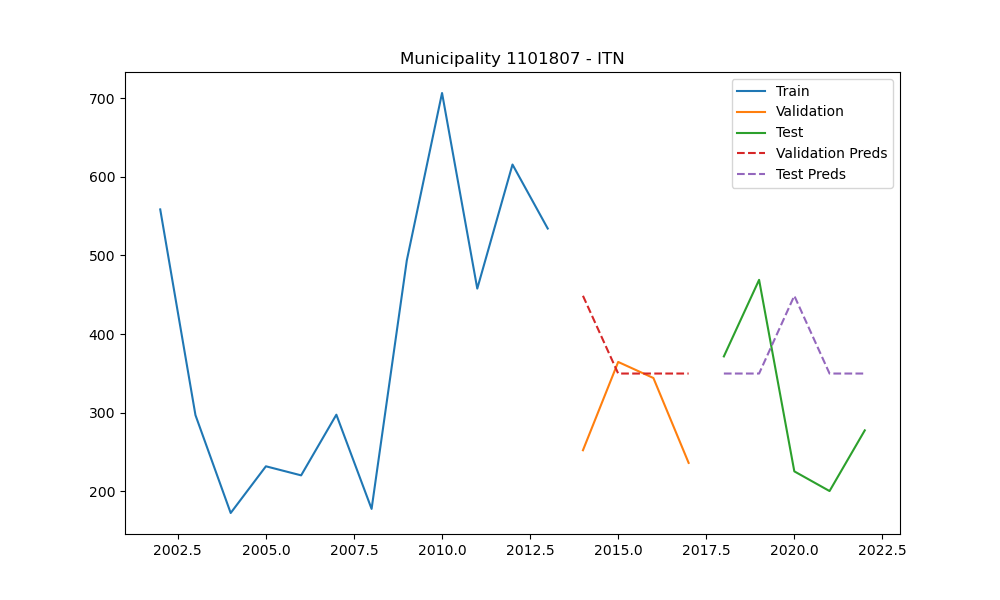 Municipality 1101807 - ITN
Train
Validation
Test
Validation Preds
Test Preds
700
600
500
400
300
200
2002.5 2005.0 2007.5 2010.0 2012.5 2015.0 2017.5 2020.0 2022.5